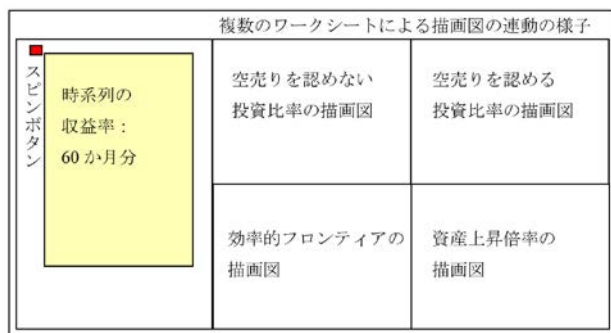 複数のワークシートによる描画図の連動の様子
スピンボタン
時系列の
収益率：
60 か月分
空売りを認めない
投資比率の描画図
空売りを認める
投資比率の描画図
効率的フロンティアの
描画図
資産上昇倍率の
描画図